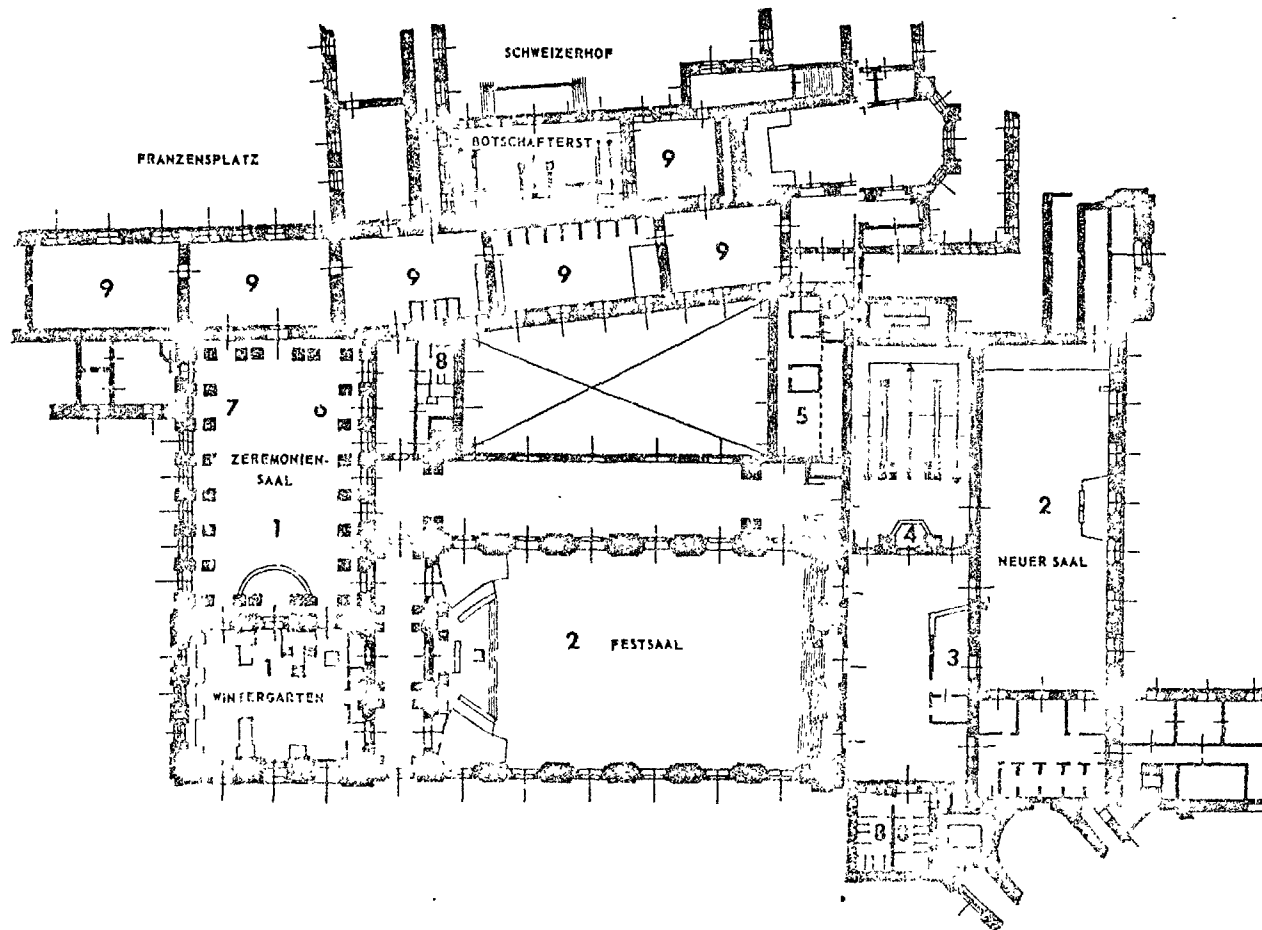 SCHWEIZERHOF
BOTSCHAFTERST
FRANZENSPLATZ
9
9
9
9
9
9
8
7
5
ZEREMONIEN-
SAAL
1
2
4
NEUER SAAL
2 FESTSAAL
3
1
WINTERGARTEN
8